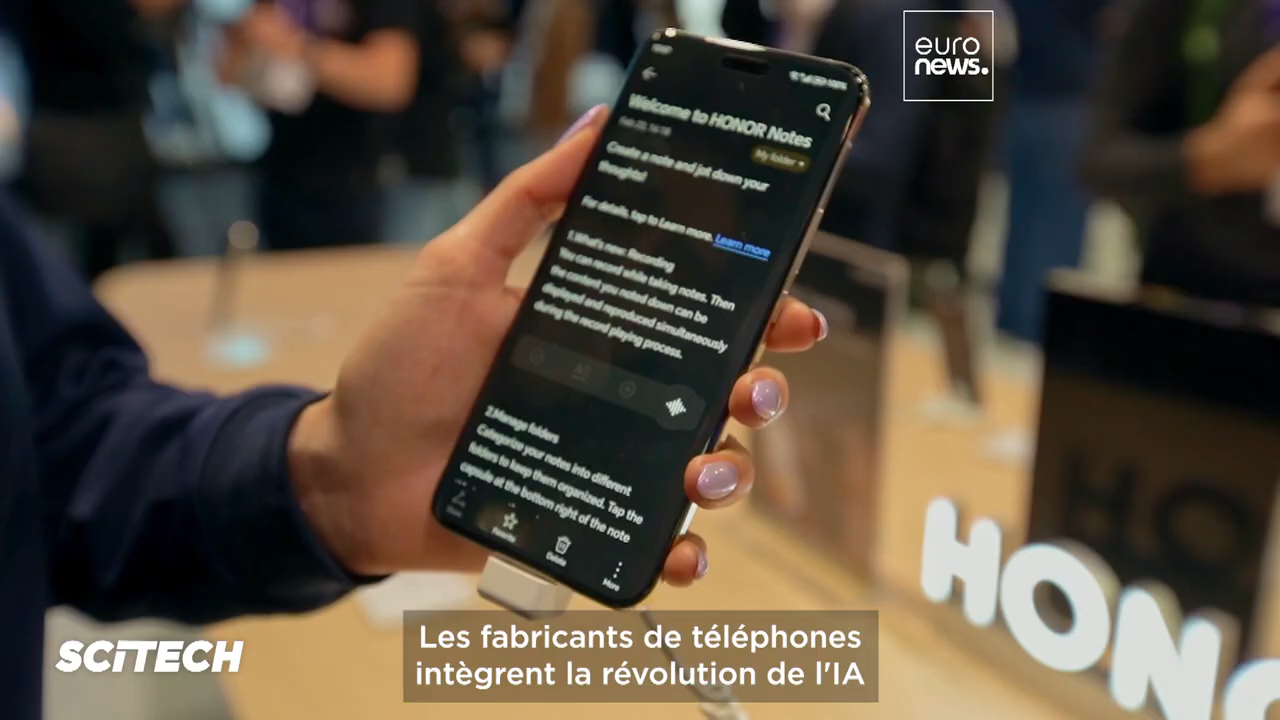 euro
news.
Welcome to HONOR Notes
My folder
Create a note and jot down your
thoughts!
For details, tap to Learn more. Learn more
1.What's new: Recording
You can record while taking notes. Then
the content you noted down can be
displayed and reproduced simultaneously
during the record playing process.
2.Manage folders
Categorize your notes into different
folders to keep them organized. Tap the
capsule at the bottom right of the note
Favorite
Delete
More
HONO
SCITECH
Les fabricants de téléphones
intègrent la révolution de l'IA